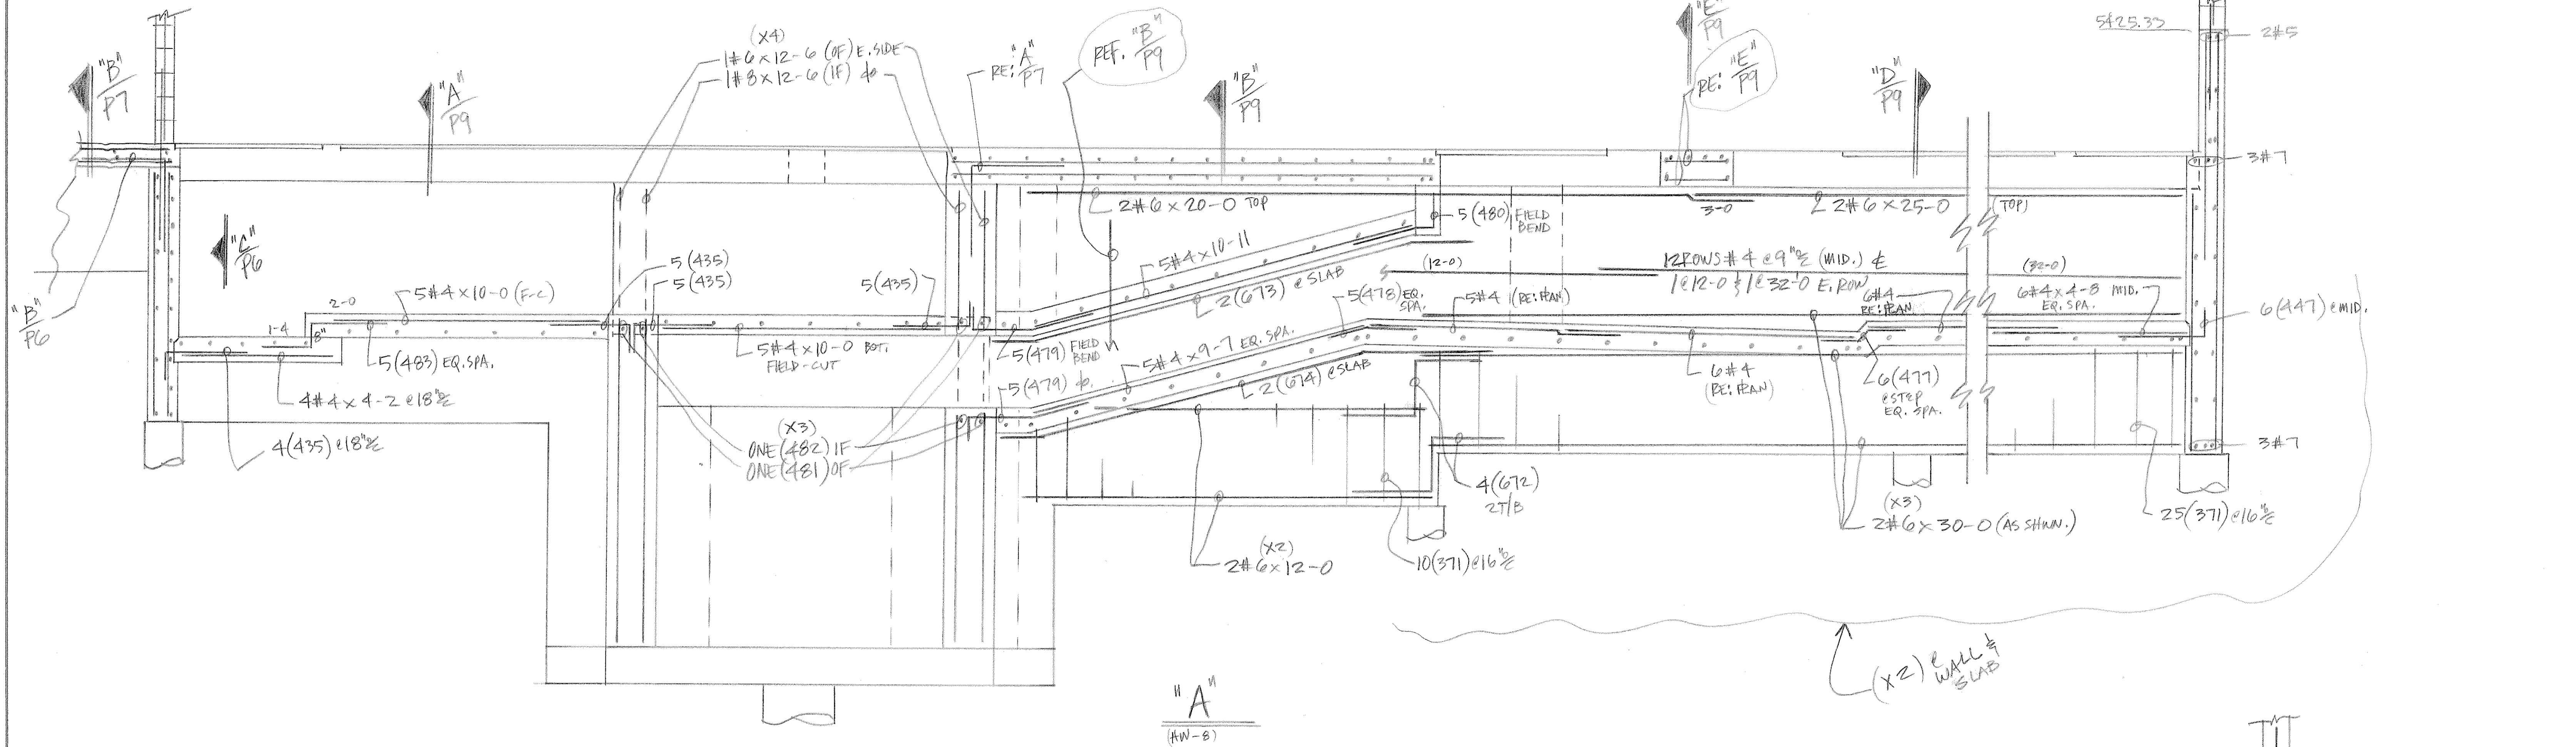 "B"
P7
"A"
P9
(X4)
1#6x12-6 (OF) E.SIDE
1#8x12-6 (IF) do
RE: "A"
P7
REF. "B"
P9
"B"
P9
"E"
P9
RE: "E"
P9
"D"
P9
5425.33
2#5
3#7
"C"
P6
"B"
P6
2#6x20-0 TOP
5(480) FIELD
BEND
3-0
2#6x25-0 (TOP)
5#4x10-11
2(673)@SLAB
(12-0)
12ROWS#4@9"% (MID.) ₵
1@12-0 & 1@32-0 E.ROW
(32-0)
5(435)
5(435)
5(435)
2-0
5#4x10-0 (F-C)
1-4
8"
5(483) EQ.SPA.
4#4x4-2@18"%
4(435)@18"%
5#4x10-0 BOT.
FIELD-CUT
5(479) FIELD
BEND
5(479) do.
5#4x9-7 EQ.SPA.
2(674)@SLAB
5(478) EQ.
SPA.
5#4 (RE:PLAN)
6#4
RE:PLAN
6#4x4-8 MID.
EQ. SPA.
6(447)@MID.
6#4
(RE:PLAN)
6(477)
@STEP
EQ. SPA.
(X3)
ONE(482)IF
ONE(481)OF
4(672)
2T/B
3#7
(X2)
2#6x12-0
10(371)@16"%
(X3)
2#6x30-0 (AS SHWN.)
25(371)@16"%
(X2) @
WALL &
SLAB
"A"
(HW-8)